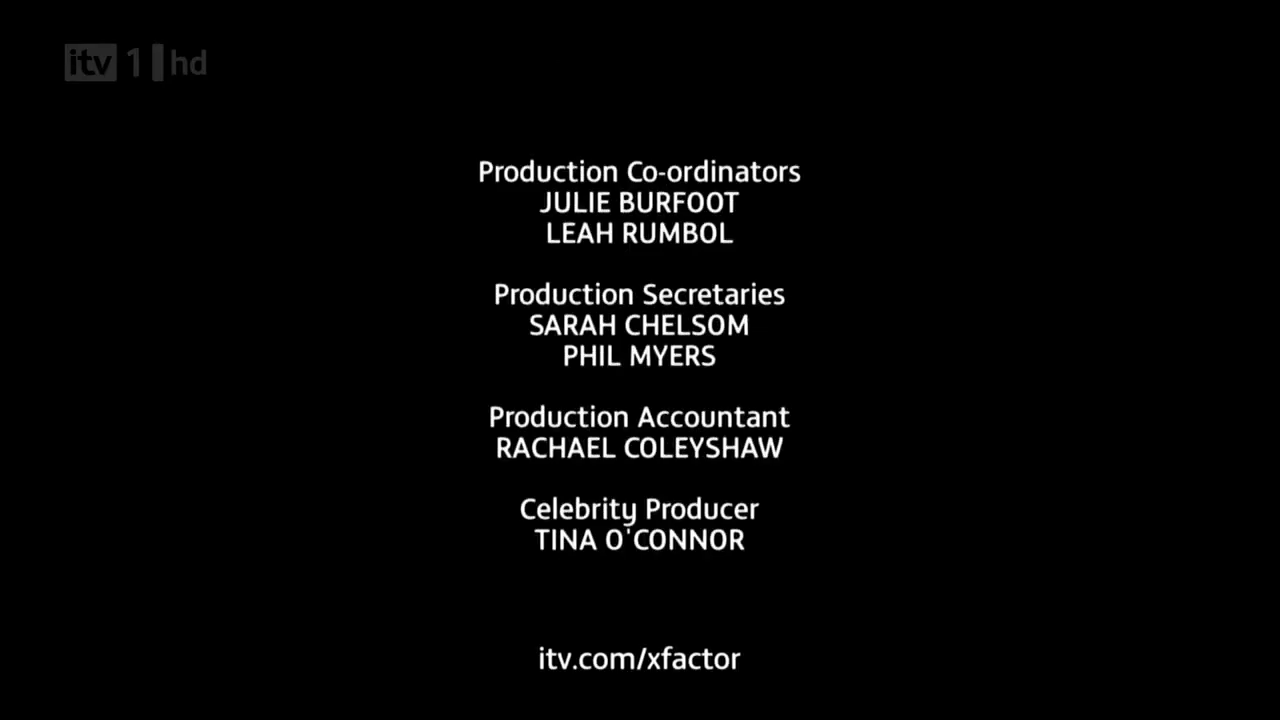 itv 1 hd
Production Co-ordinators
JULIE BURFOOT
LEAH RUMBOL
Production Secretaries
SARAH CHELSOM
PHIL MYERS
Production Accountant
RACHAEL COLEYSHAW
Celebrity Producer
TINA O'CONNOR
itv.com/xfactor